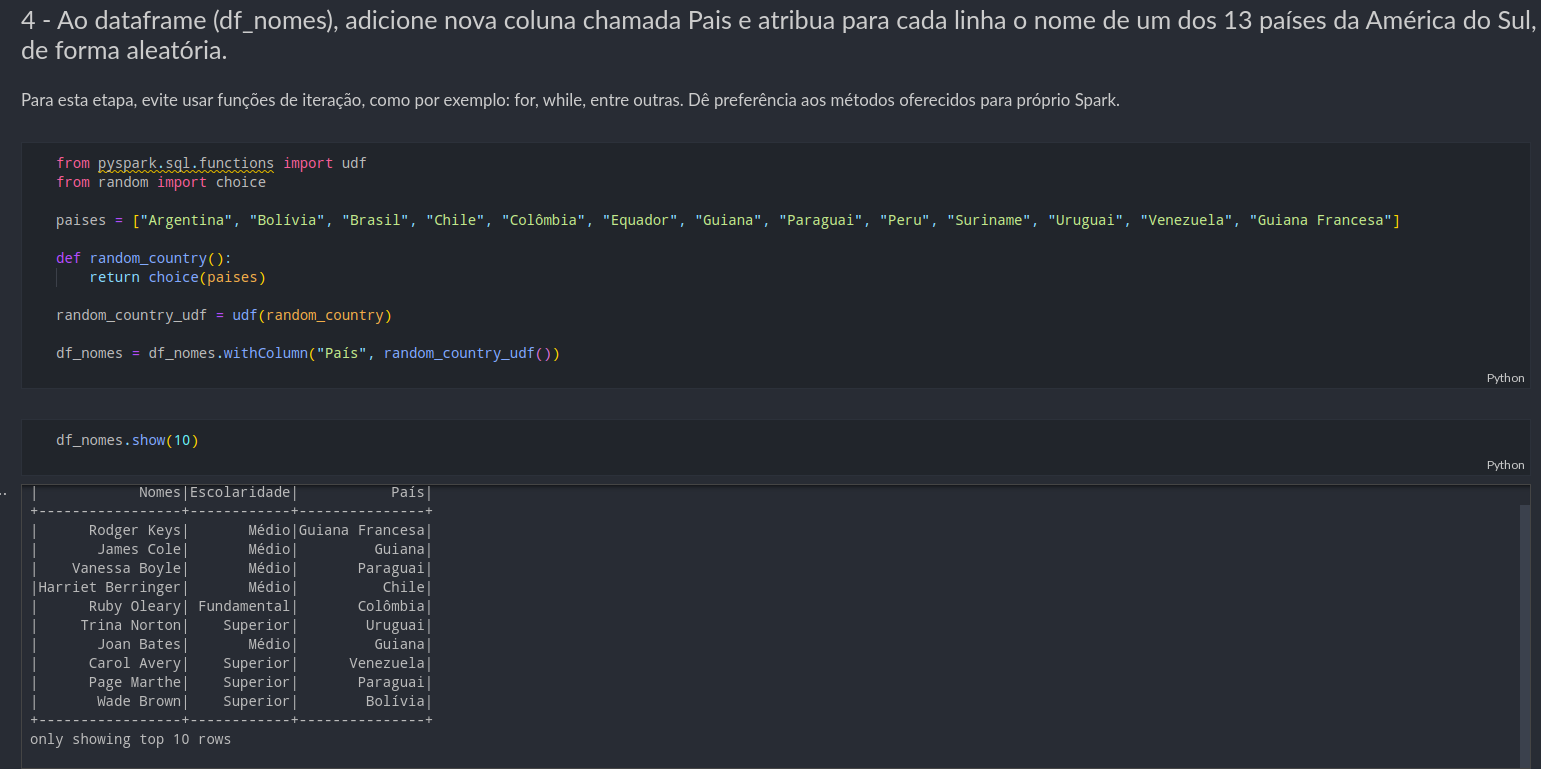 4 - Ao dataframe (df_nomes), adicione nova coluna chamada Pais e atribua para cada linha o nome de um dos 13 países da América do Sul,
de forma aleatória.
Para esta etapa, evite usar funções de iteração, como por exemplo: for, while, entre outras. Dê preferência aos métodos oferecidos para próprio Spark.
from pyspark.sql.functions import udf
from random import choice
paises = ["Argentina", "Bolívia", "Brasil", "Chile", "Colômbia", "Equador", "Guiana", "Paraguai", "Peru", "Suriname", "Uruguai", "Venezuela", "Guiana Francesa"]
def random_country():
    return choice(paises)
random_country_udf = udf(random_country)
df_nomes = df_nomes.withColumn("País", random_country_udf())
Python
df_nomes.show(10)
Python
|            Nomes|Escolaridade|           País|
+-----------------+------------+---------------+
|      Rodger Keys|       Médio|Guiana Francesa|
|       James Cole|       Médio|         Guiana|
|    Vanessa Boyle|       Médio|       Paraguai|
|Harriet Berringer|       Médio|          Chile|
|      Ruby Oleary| Fundamental|       Colômbia|
|     Trina Norton|    Superior|        Uruguai|
|       Joan Bates|       Médio|         Guiana|
|      Carol Avery|    Superior|      Venezuela|
|      Page Marthe|    Superior|       Paraguai|
|       Wade Brown|    Superior|        Bolívia|
+-----------------+------------+---------------+
only showing top 10 rows